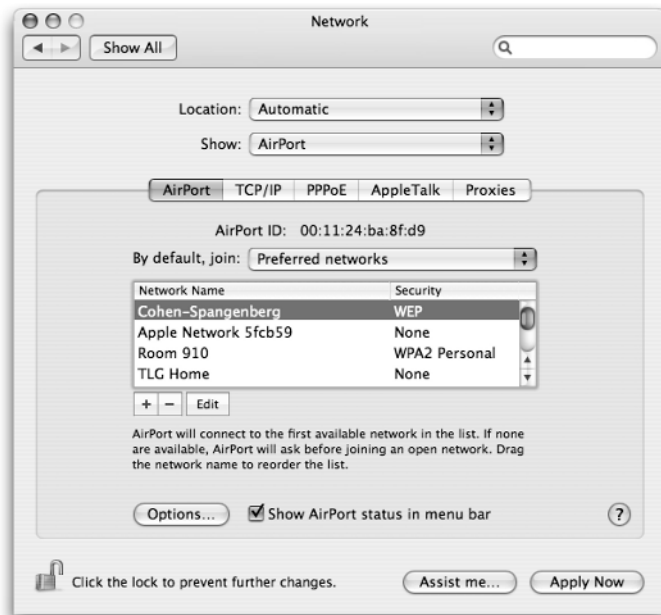 Network
Show All
Location: Automatic
Show: AirPort
AirPort TCP/IP PPPoE AppleTalk Proxies
AirPort ID: 00:11:24:ba:8f:d9
By default, join: Preferred networks
Network Name Security
Cohen-Spangenberg WEP
Apple Network 5fcb59 None
Room 910 WPA2 Personal
TLG Home None
+ − Edit
AirPort will connect to the first available network in the list. If none
are available, AirPort will ask before joining an open network. Drag
the network name to reorder the list.
Options... Show AirPort status in menu bar ?
Click the lock to prevent further changes. Assist me... Apply Now